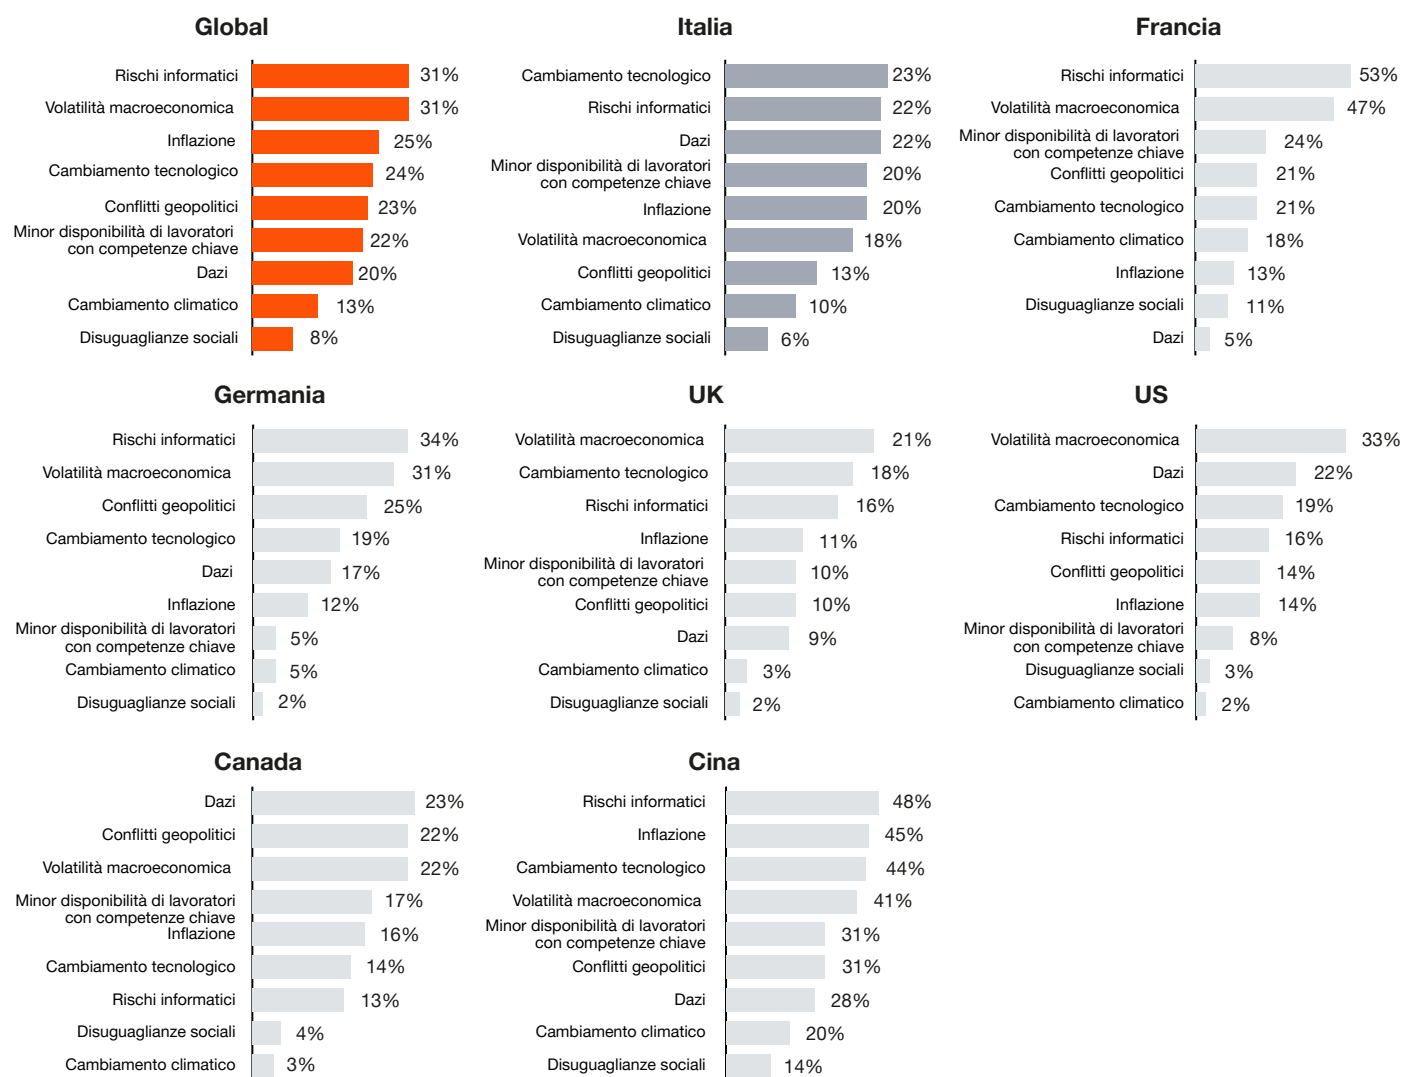 Global
Rischi informatici 31%
Volatilità macroeconomica 31%
Inflazione 25%
Cambiamento tecnologico 24%
Conflitti geopolitici 23%
Minor disponibilità di lavoratori
con competenze chiave 22%
Dazi 20%
Cambiamento climatico 13%
Disuguaglianze sociali 8%
Italia
Cambiamento tecnologico 23%
Rischi informatici 22%
Dazi 22%
Minor disponibilità di lavoratori
con competenze chiave 20%
Inflazione 20%
Volatilità macroeconomica 18%
Conflitti geopolitici 13%
Cambiamento climatico 10%
Disuguaglianze sociali 6%
Francia
Rischi informatici 53%
Volatilità macroeconomica 47%
Minor disponibilità di lavoratori
con competenze chiave 24%
Conflitti geopolitici 21%
Cambiamento tecnologico 21%
Cambiamento climatico 18%
Inflazione 13%
Disuguaglianze sociali 11%
Dazi 5%
Germania
Rischi informatici 34%
Volatilità macroeconomica 31%
Conflitti geopolitici 25%
Cambiamento tecnologico 19%
Dazi 17%
Inflazione 12%
Minor disponibilità di lavoratori
con competenze chiave 5%
Cambiamento climatico 5%
Disuguaglianze sociali 2%
UK
Volatilità macroeconomica 21%
Cambiamento tecnologico 18%
Rischi informatici 16%
Inflazione 11%
Minor disponibilità di lavoratori
con competenze chiave 10%
Conflitti geopolitici 10%
Dazi 9%
Cambiamento climatico 3%
Disuguaglianze sociali 2%
US
Volatilità macroeconomica 33%
Dazi 22%
Cambiamento tecnologico 19%
Rischi informatici 16%
Conflitti geopolitici 14%
Inflazione 14%
Minor disponibilità di lavoratori
con competenze chiave 8%
Disuguaglianze sociali 3%
Cambiamento climatico 2%
Canada
Dazi 23%
Conflitti geopolitici 22%
Volatilità macroeconomica 22%
Minor disponibilità di lavoratori
con competenze chiave 17%
Inflazione 16%
Cambiamento tecnologico 14%
Rischi informatici 13%
Disuguaglianze sociali 4%
Cambiamento climatico 3%
Cina
Rischi informatici 48%
Inflazione 45%
Cambiamento tecnologico 44%
Volatilità macroeconomica 41%
Minor disponibilità di lavoratori
con competenze chiave 31%
Conflitti geopolitici 31%
Dazi 28%
Cambiamento climatico 20%
Disuguaglianze sociali 14%